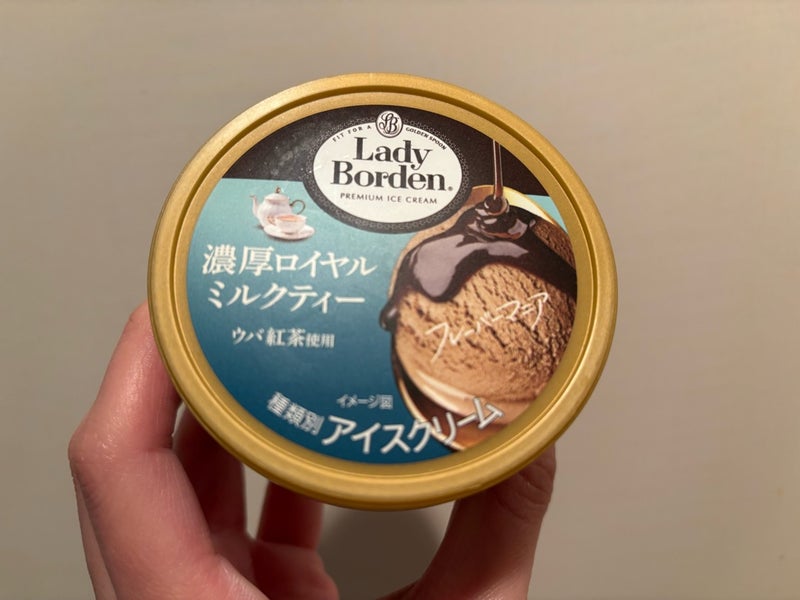 FIT FOR A GOLDEN SPOON
LB
Lady
Borden®
PREMIUM ICE CREAM
濃厚ロイヤル
ミルクティー
ウバ紅茶使用
フレーバーマニア
イメージ図
種類別 アイスクリーム